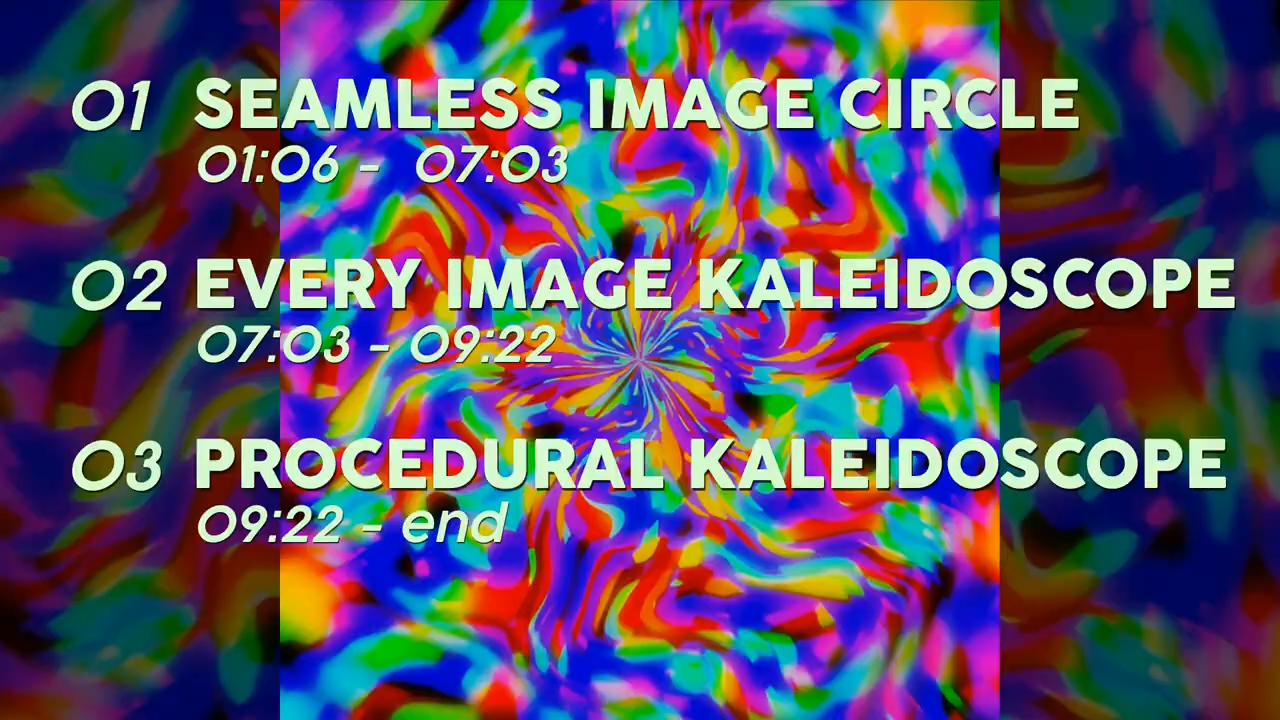 01 SEAMLESS IMAGE CIRCLE
01:06 - 07:03
02 EVERY IMAGE KALEIDOSCOPE
07:03 - 09:22
03 PROCEDURAL KALEIDOSCOPE
09:22 - end